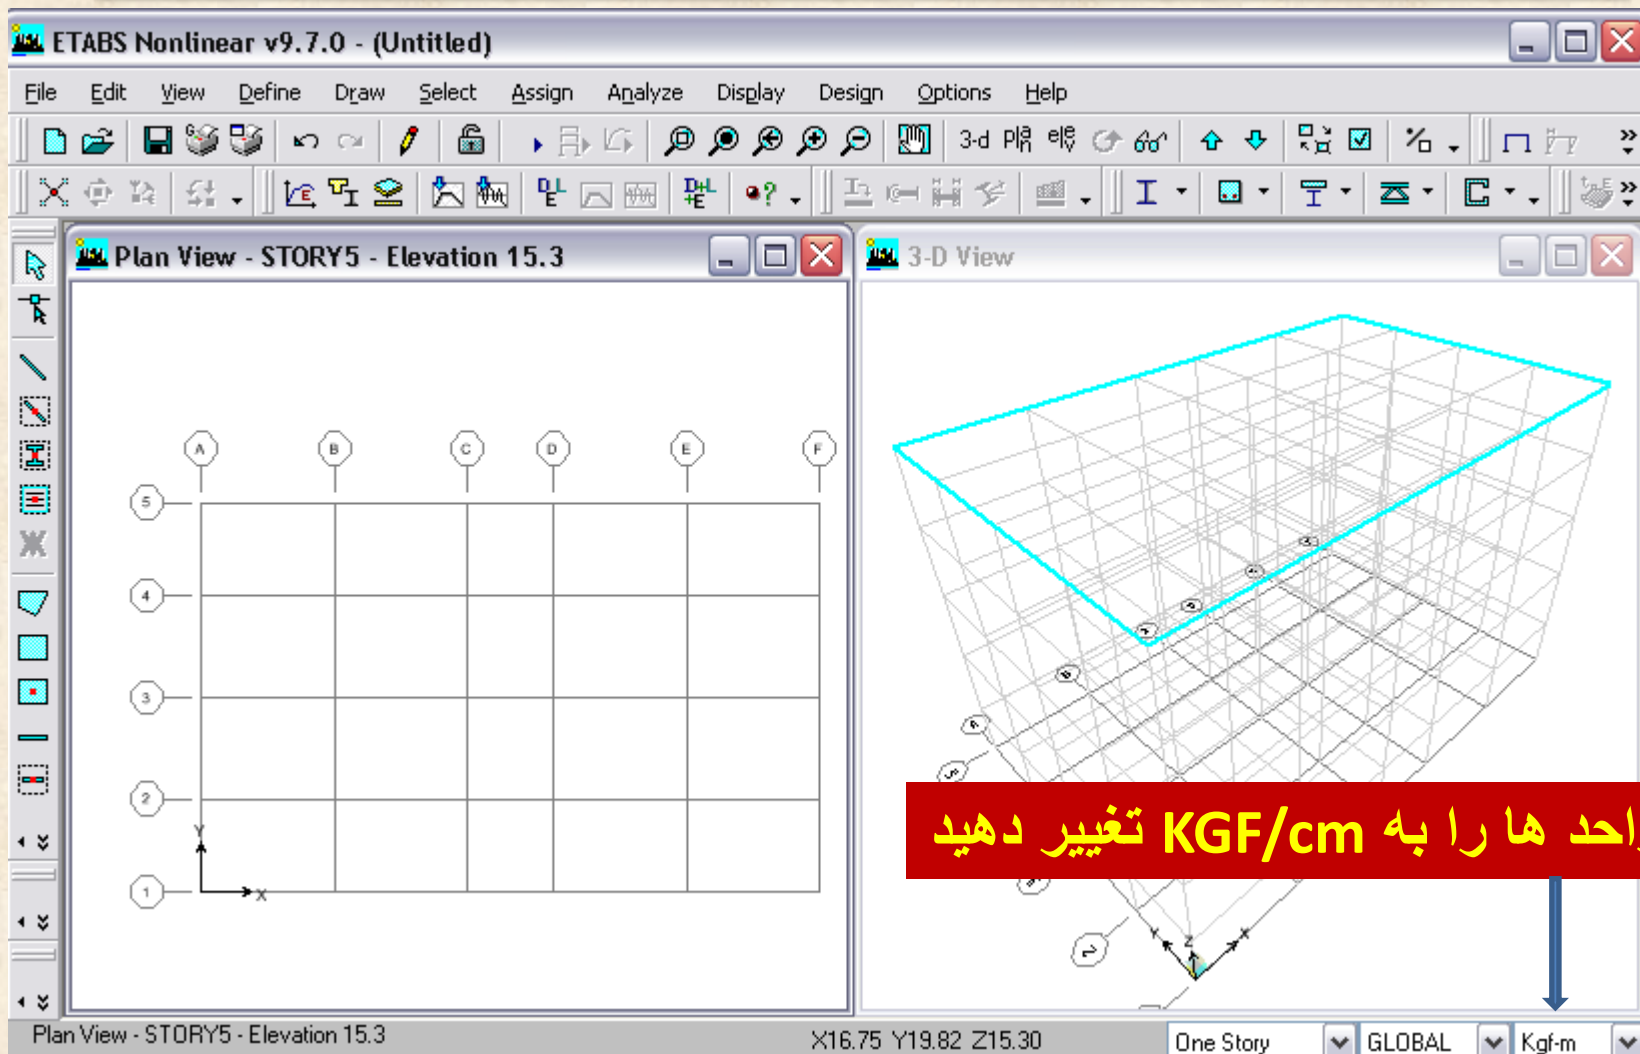 ETABS Nonlinear v9.7.0 - (Untitled)
File Edit View Define Draw Select Assign Analyze Display Design Options Help
3-d
Plan View - STORY5 - Elevation 15.3
3-D View
A B C D E F
5
4
3
2
1
Y
X
احد ها را به KGF/cm تغییر دهید
Y Z X
Plan View - STORY5 - Elevation 15.3 X16.75 Y19.82 Z15.30 One Story GLOBAL Kgf-m